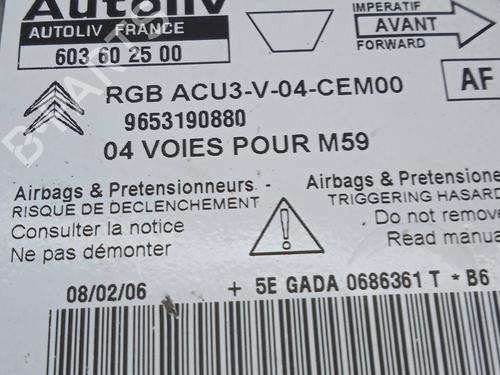 Autoliv
AUTOLIV FRANCE
603 60 25 00
IMPERATIF
AVANT
FORWARD
AF
RGB ACU3-V-04-CEM00
9653190880
04 VOIES POUR M59
Airbags & Pretensionneurs
RISQUE DE DECLENCHEMENT
Consulter la notice
Ne pas démonter
Airbags & Pretensione
TRIGGERING HASARD
Do not remove
Read manua
08/02/06 + 5E GADA 0686361 T * B6